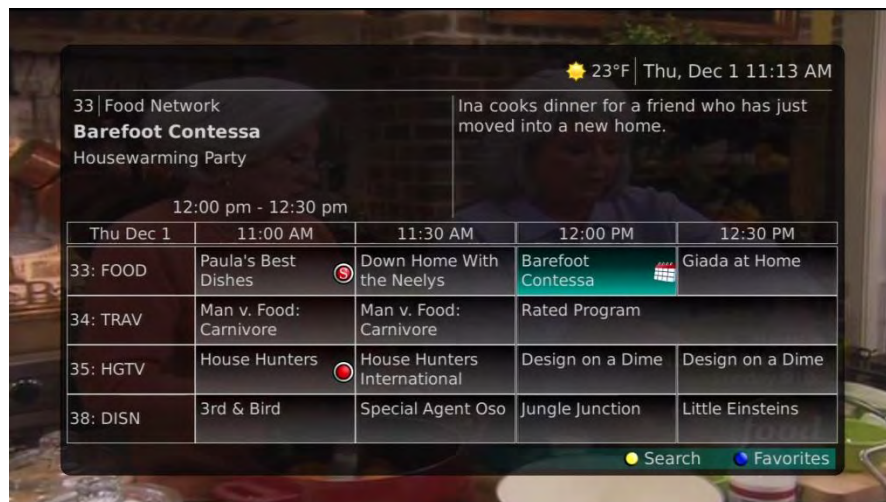 23°F Thu, Dec 1 11:13 AM
33 Food Network
Barefoot Contessa
Housewarming Party
12:00 pm - 12:30 pm
Ina cooks dinner for a friend who has just
moved into a new home.
Thu Dec 1 11:00 AM 11:30 AM 12:00 PM 12:30 PM
33: FOOD
Paula's Best
Dishes
S
Down Home With
the Neelys
Barefoot
Contessa
Giada at Home
34: TRAV
Man v. Food:
Carnivore
Man v. Food:
Carnivore
Rated Program
35: HGTV
House Hunters
House Hunters
International
Design on a Dime
Design on a Dime
38: DISN
3rd & Bird
Special Agent Oso
Jungle Junction
Little Einsteins
food
Search Favorites